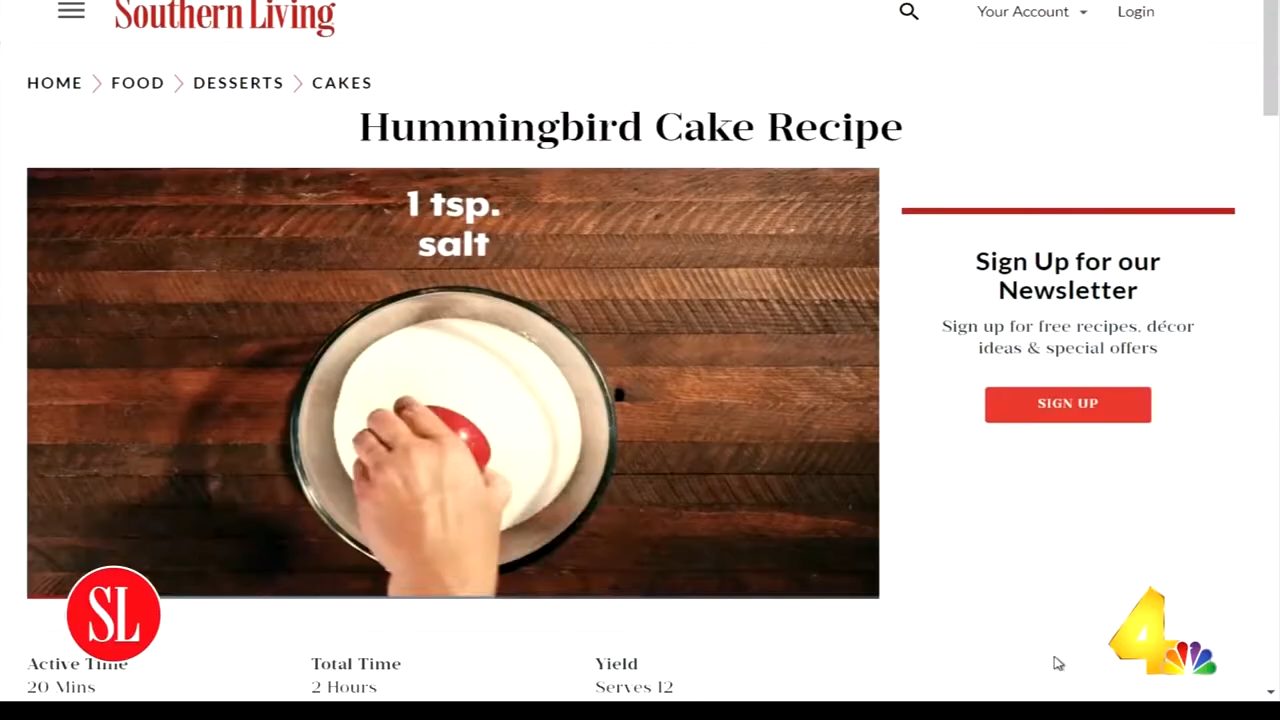 Southern Living
Your Account
Login
HOME
FOOD
DESSERTS
CAKES
Hummingbird Cake Recipe
1 tsp.
salt
Sign Up for our
Newsletter
Sign up for free recipes, décor
ideas & special offers
SIGN UP
SL
4
Active Time
Total Time
Yield
20 Mins
2 Hours
Serves 12